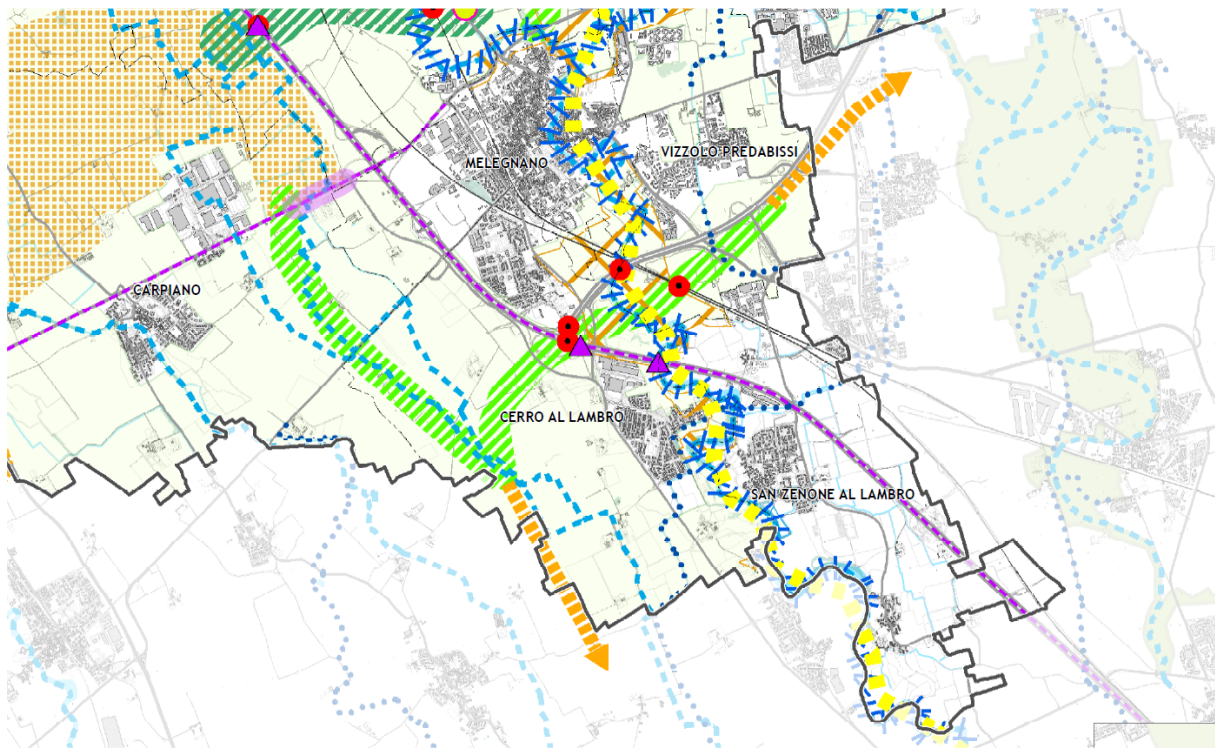 VIZZOLO PREDABISSI
MELEGNANO
CARPIANO
CERRO AL LAMBRO
SAN ZENONE AL LAMBRO